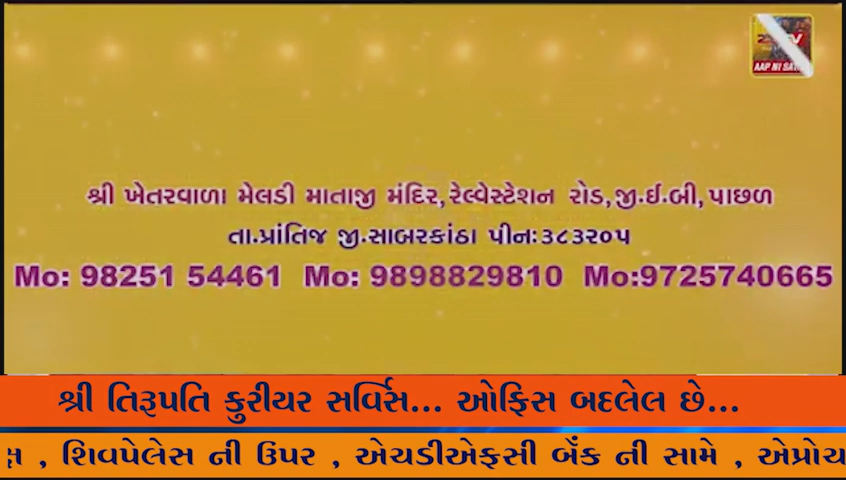 AAP NI SATHE
શ્રી ખેતરવાળા મેલડી માતાજી મંદિર,રેલ્વેસ્ટેશન રોડ,જી.ઈ.બી,પાછળ
તા.પ્રાંતિજ જી.સાબરકાંઠા પીન:૩૮૩૨૦૫
Mo: 98251 54461 Mo: 9898829810 Mo:9725740665
શ્રી તિરૂપતિ કુરીયર સર્વિસ... ઓફિસ બદલેલ છે...
, શિવપેલેસ ની ઉપર , એચડીએફસી બેંક ની સામે , એપ્રોચ